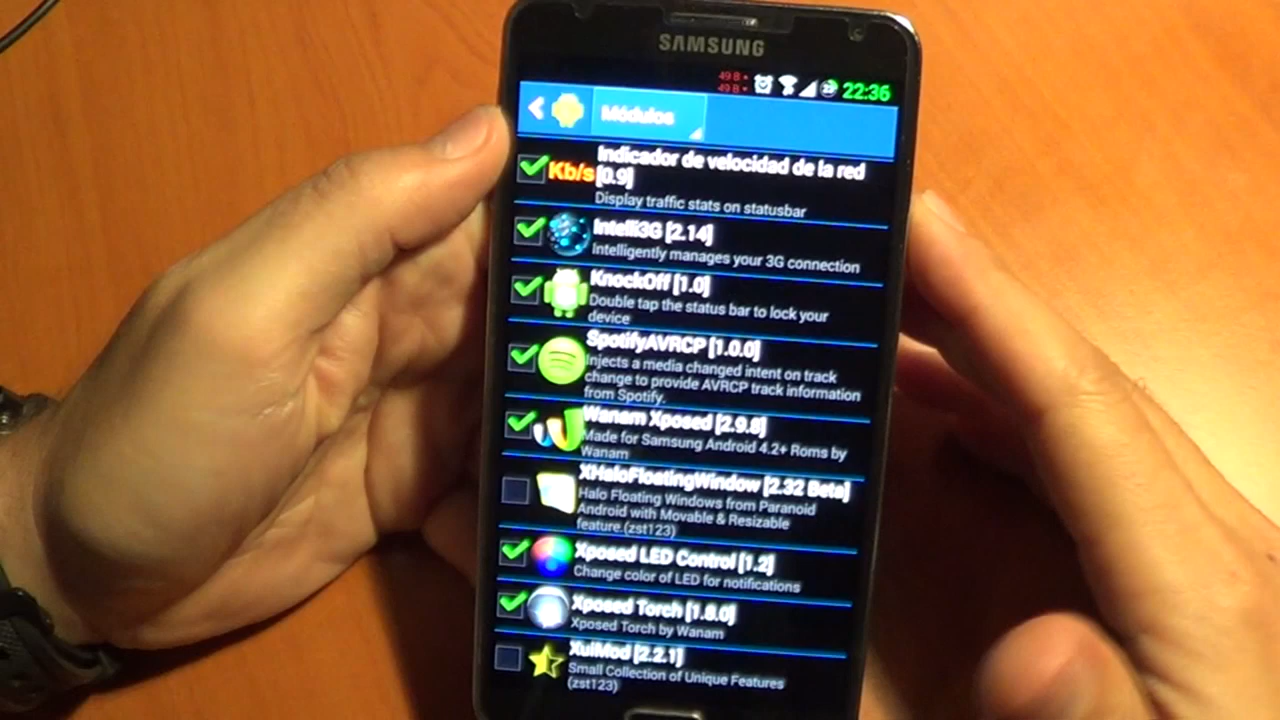 SAMSUNG
49 B
49 B
22:36
Módulos
Kb/s
Indicador de velocidad de la red
[0.9]
Display traffic stats on statusbar
Intelli3G [2.14]
Intelligently manages your 3G connection
KnockOff [1.0]
Double tap the status bar to lock your
device
SpotifyAVRCP [1.0.0]
Injects a media changed intent on track
change to provide AVRCP track information
from Spotify.
Wanam Xposed [2.9.8]
Made for Samsung Android 4.2+ Roms by
Wanam
XHaloFloatingWindow [2.32 Beta]
Halo Floating Windows from Paranoid
Android with Movable & Resizable
feature.(zst123)
Xposed LED Control [1.2]
Change color of LED for notifications
Xposed Torch [1.8.0]
Xposed Torch by Wanam
XuiMod [2.2.1]
Small Collection of Unique Features
(zst123)